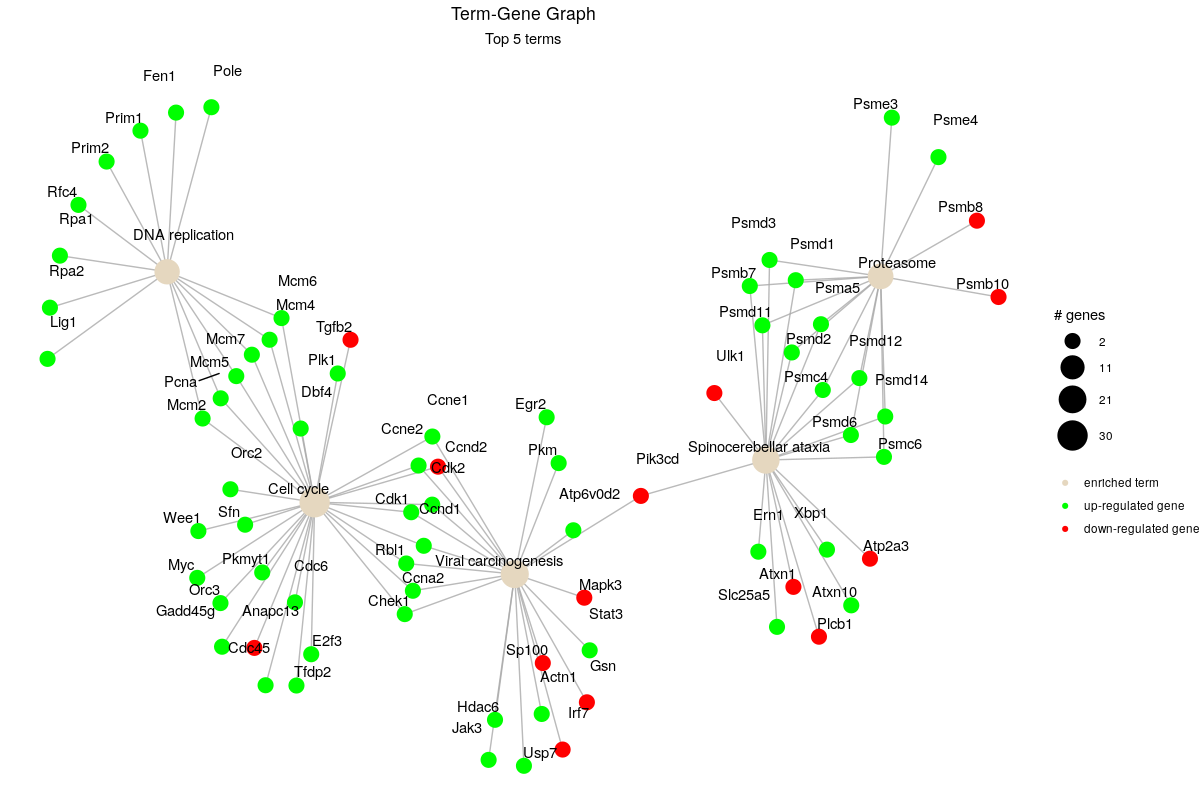 Term-Gene Graph
Top 5 terms
Fen1
Pole
Prim1
Prim2
Rfc4
Rpa1
DNA replication
Rpa2
Lig1
Mcm6
Mcm4
Tgfb2
Mcm7
Mcm5
Plk1
Pcna
Dbf4
Mcm2
Orc2
Ccne1
Ccne2
Ccnd2
Cdk2
Cell cycle
Cdk1
Ccnd1
Wee1
Sfn
Rbl1
Viral carcinogenesis
Myc
Pkmyt1
Cdc6
Ccna2
Orc3
Chek1
Gadd45g
Anapc13
Cdc45
E2f3
Tfdp2
Egr2
Pkm
Pik3cd
Atp6v0d2
Mapk3
Stat3
Sp100
Gsn
Actn1
Hdac6
Irf7
Jak3
Usp7
Psme3
Psme4
Psmb8
Psmd3
Psmd1
Proteasome
Psmb7
Psma5
Psmb10
Psmd11
Psmd2
Psmd12
Ulk1
Psmc4
Psmd14
Psmd6
Spinocerebellar ataxia
Psmc6
Ern1
Xbp1
Atp2a3
Atxn1
Slc25a5
Atxn10
Plcb1
# genes
2
11
21
30
enriched term
up-regulated gene
down-regulated gene